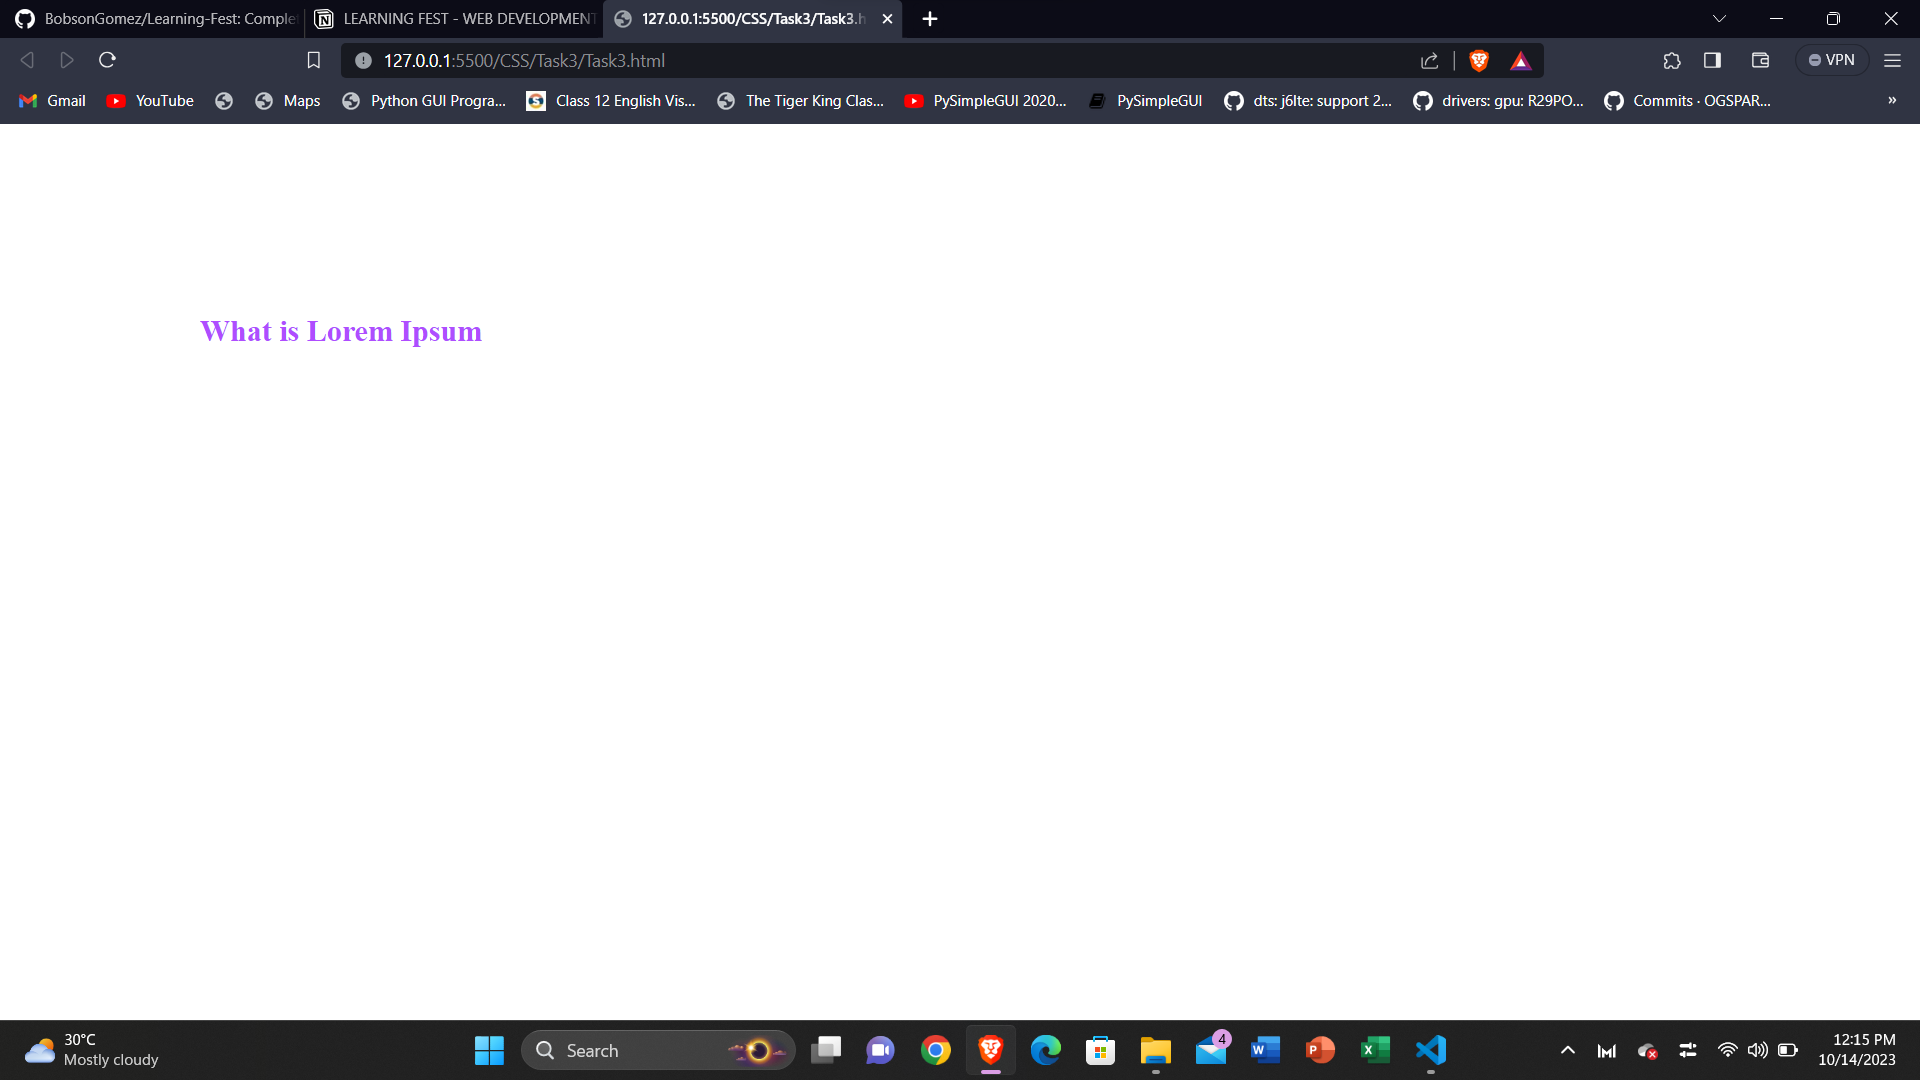 BobsonGomez/Learning-Fest: Comple
LEARNING FEST - WEB DEVELOPMENT
127.0.0.1:5500/CSS/Task3/Task3.h
127.0.0.1:5500/CSS/Task3/Task3.html
VPN
Gmail
YouTube
Maps
Python GUI Progra...
Class 12 English Vis...
The Tiger King Clas...
PySimpleGUI 2020...
PySimpleGUI
dts: j6lte: support 2...
drivers: gpu: R29PO...
Commits · OGSPAR...
»
What is Lorem Ipsum
30°C
Mostly cloudy
Search
4
12:15 PM
10/14/2023